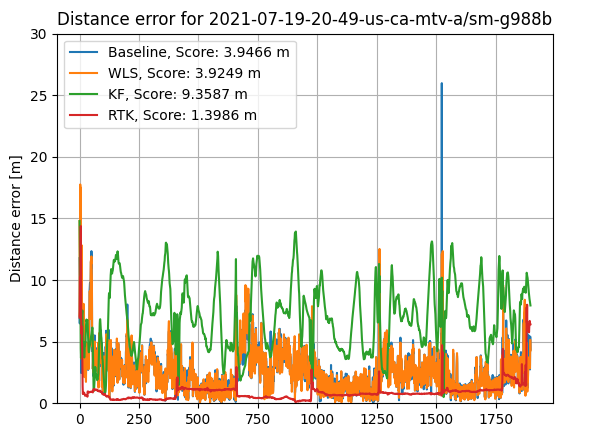 Distance error for 2021-07-19-20-49-us-ca-mtv-a/sm-g988b
Baseline, Score: 3.9466 m
WLS, Score: 3.9249 m
KF, Score: 9.3587 m
RTK, Score: 1.3986 m
Distance error [m]
30
25
20
15
10
5
0
0 250 500 750 1000 1250 1500 1750